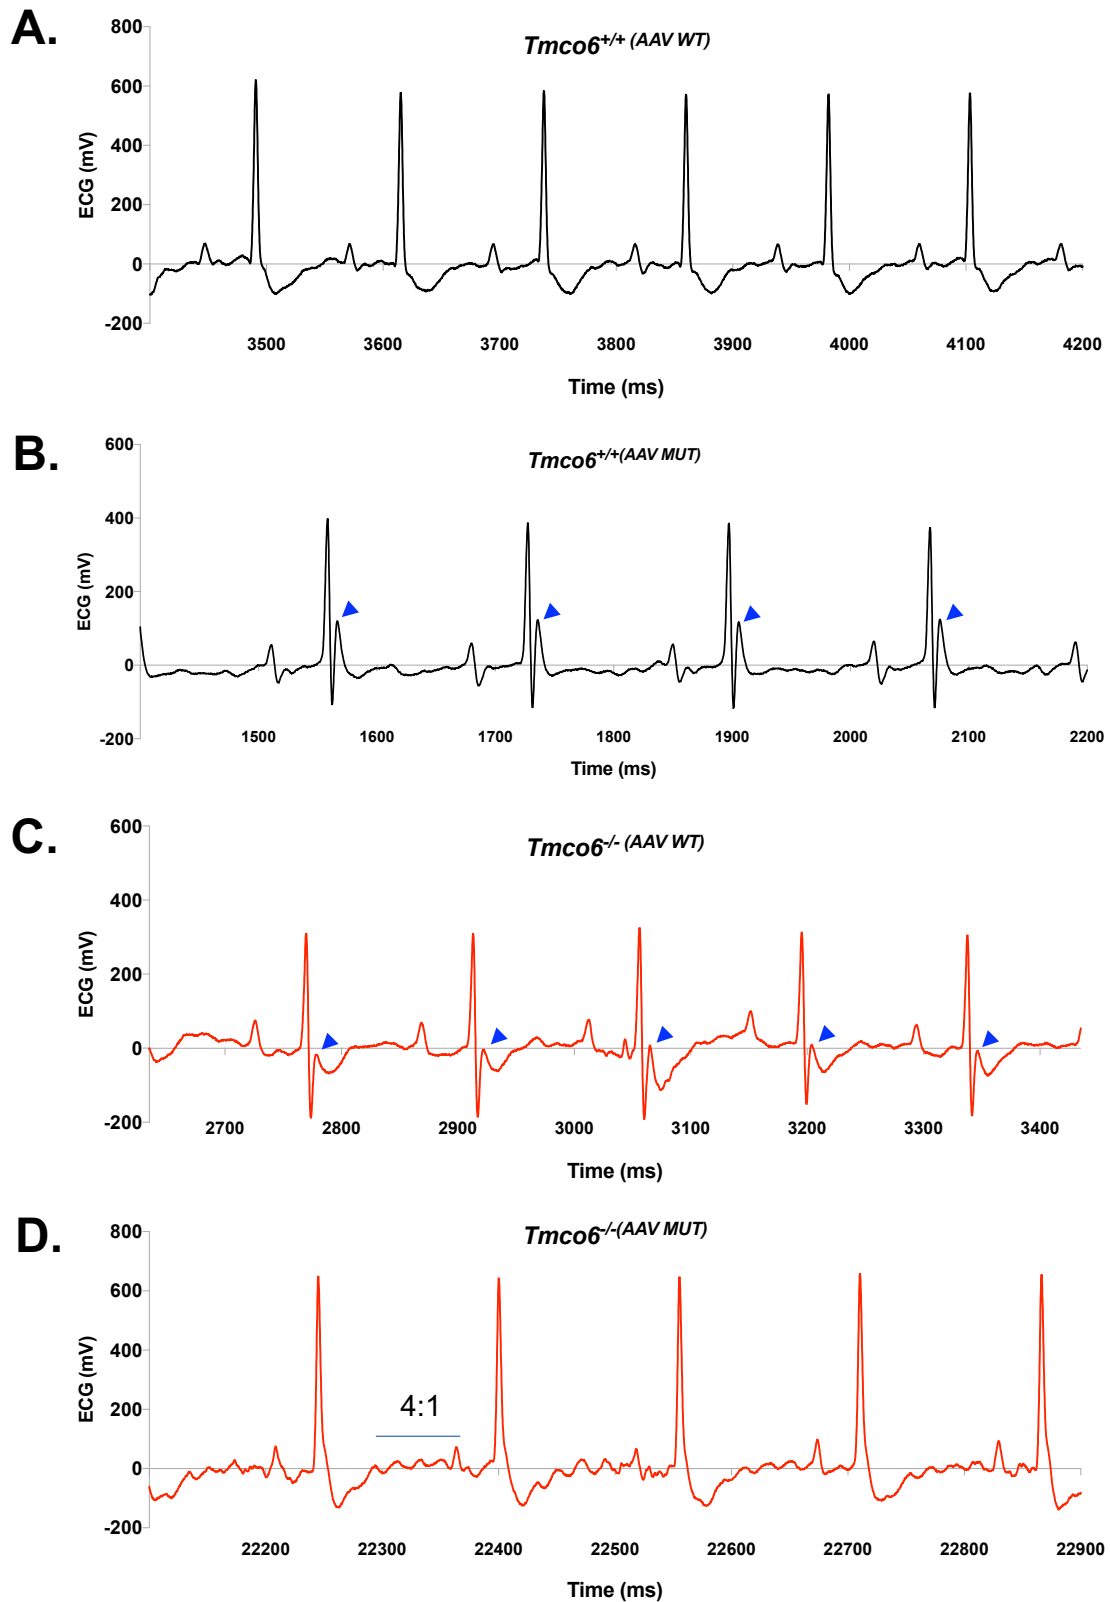 A.
Tmco6+/+ (AAV WT)
800
600
400
200
0
-200
ECG (mV)
3500 3600 3700 3800 3900 4000 4100 4200
Time (ms)
B.
Tmco6+/+(AAV MUT)
600
400
200
0
-200
ECG (mV)
1500 1600 1700 1800 1900 2000 2100 2200
Time (ms)
C.
Tmco6-/- (AAV WT)
600
400
200
0
-200
ECG (mV)
2700 2800 2900 3000 3100 3200 3300 3400
Time (ms)
D.
Tmco6-/-(AAV MUT)
800
600
400
200
0
-200
ECG (mV)
4:1
22200 22300 22400 22500 22600 22700 22800 22900
Time (ms)